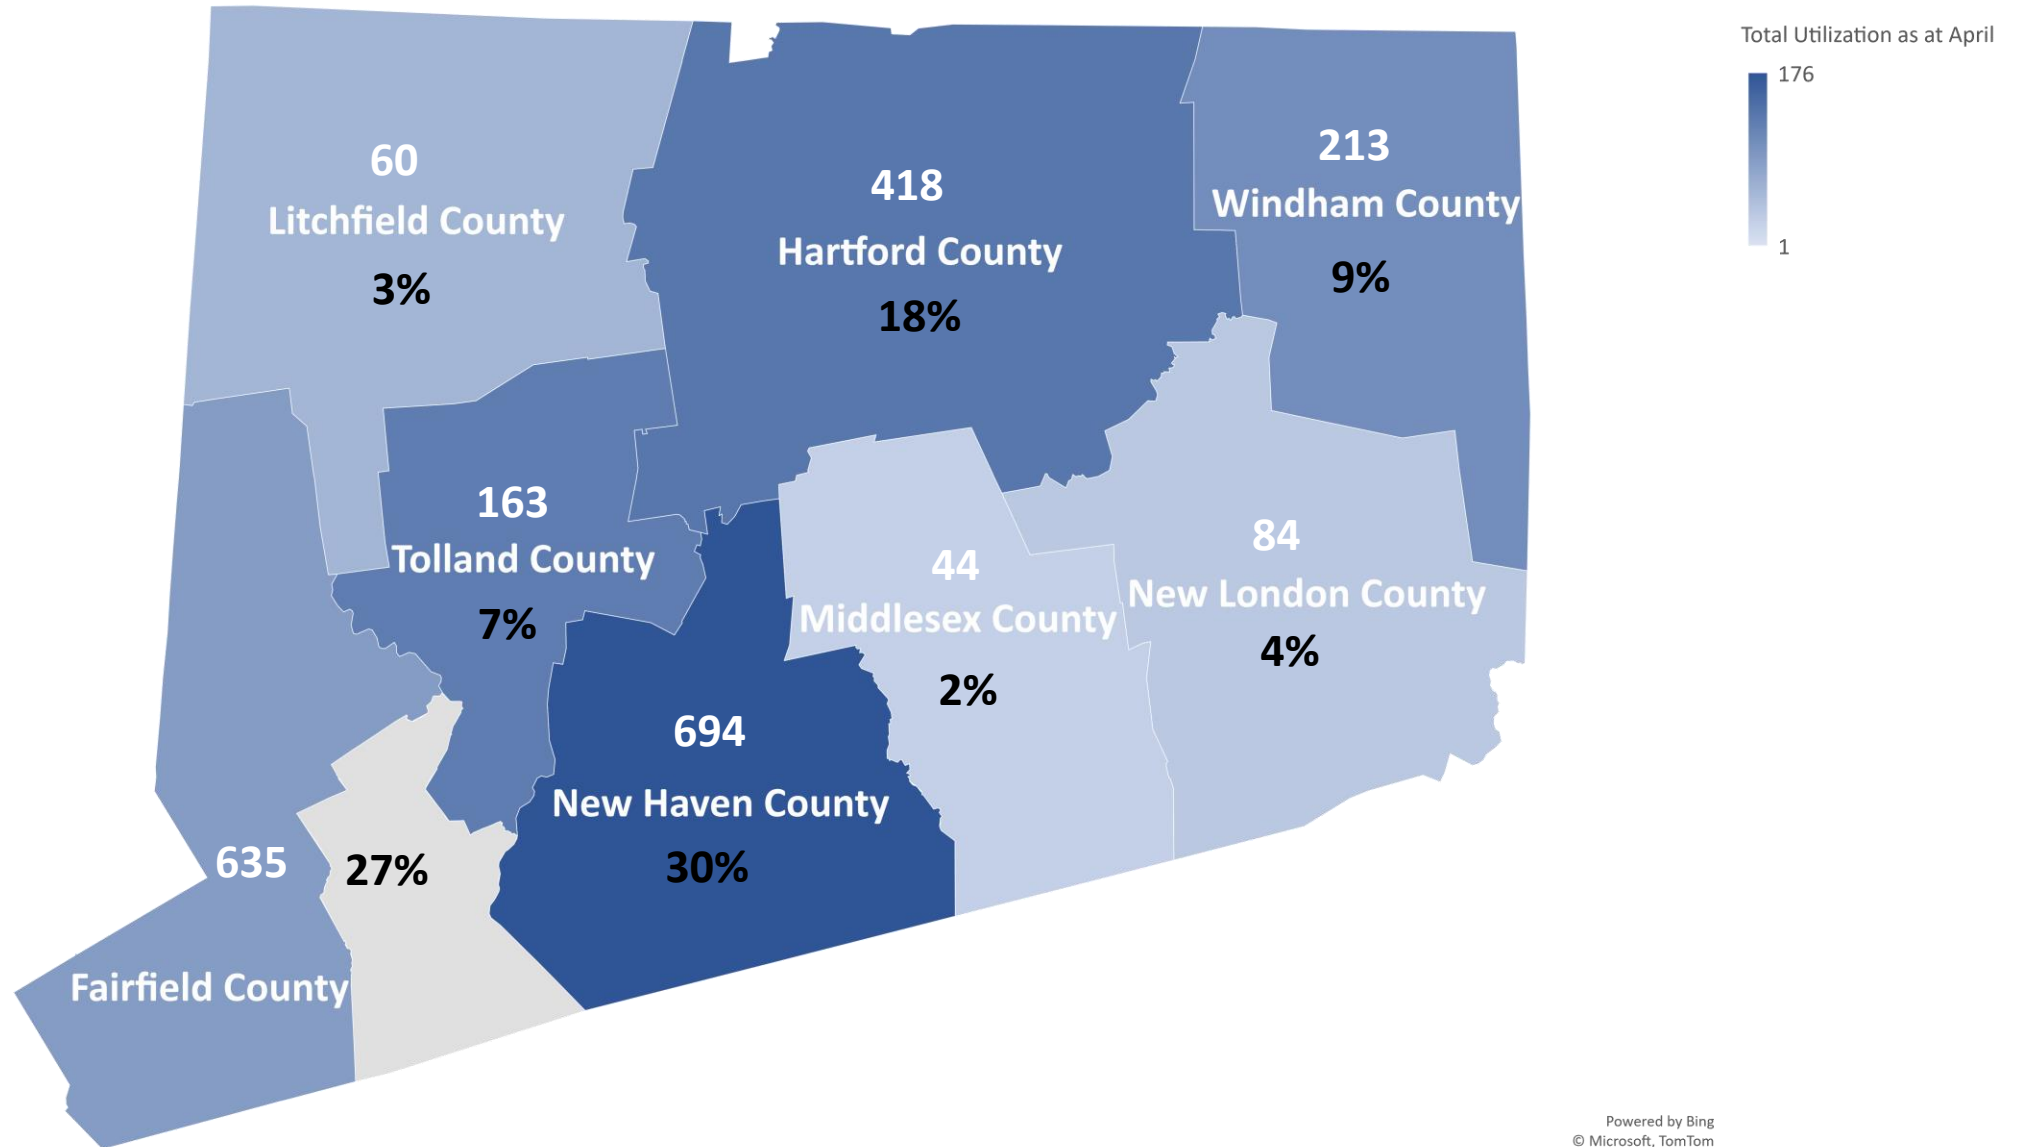 Total Utilization as at April
176
1
60
Litchfield County
3%
418
Hartford County
18%
213
Windham County
9%
163
Tolland County
7%
44
Middlesex County
2%
84
New London County
4%
694
New Haven County
30%
635
27%
Fairfield County
Powered by Bing
© Microsoft, TomTom